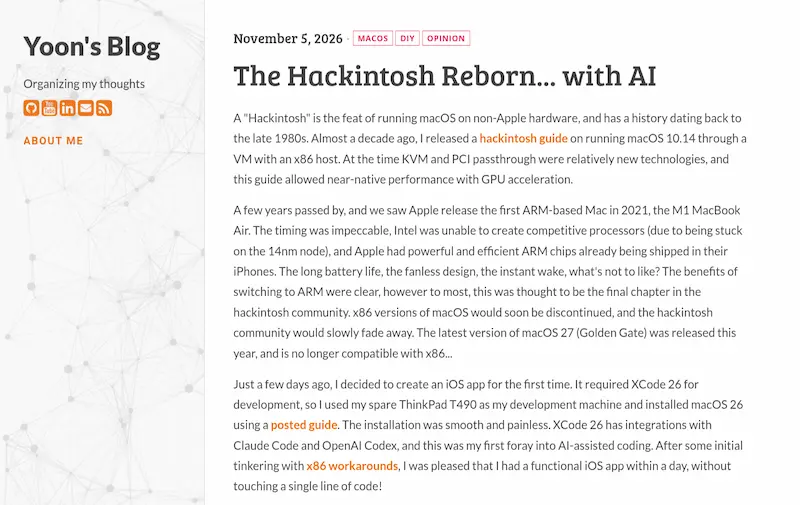 Yoon's Blog
Organizing my thoughts
You Tube
in
ABOUT ME
November 5, 2026 - MACOS DIY OPINION
The Hackintosh Reborn... with AI
A "Hackintosh" is the feat of running macOS on non-Apple hardware, and has a history dating back to
the late 1980s. Almost a decade ago, I released a hackintosh guide on running macOS 10.14 through a
VM with an x86 host. At the time KVM and PCI passthrough were relatively new technologies, and
this guide allowed near-native performance with GPU acceleration.
A few years passed by, and we saw Apple release the first ARM-based Mac in 2021, the M1 MacBook
Air. The timing was impeccable, Intel was unable to create competitive processors (due to being stuck
on the 14nm node), and Apple had powerful and efficient ARM chips already being shipped in their
iPhones. The long battery life, the fanless design, the instant wake, what's not to like? The benefits of
switching to ARM were clear, however to most, this was thought to be the final chapter in the
hackintosh community. x86 versions of macOS would soon be discontinued, and the hackintosh
community would slowly fade away. The latest version of macOS 27 (Golden Gate) was released this
year, and is no longer compatible with x86...
Just a few days ago, I decided to create an iOS app for the first time. It required XCode 26 for
development, so I used my spare ThinkPad T490 as my development machine and installed macOS 26
using a posted guide. The installation was smooth and painless. XCode 26 has integrations with
Claude Code and OpenAI Codex, and this was my first foray into AI-assisted coding. After some initial
tinkering with x86 workarounds, I was pleased that I had a functional iOS app within a day, without
touching a single line of code!